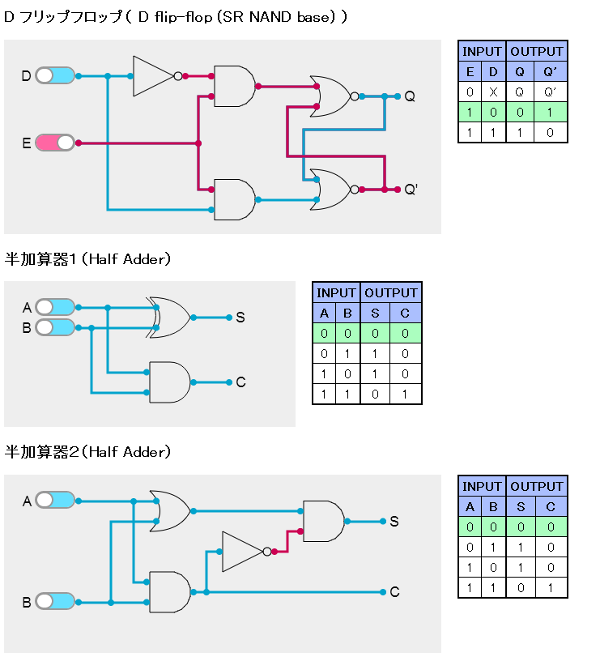 D フリップフロップ( D flip-flop (SR NAND base) )
D
E
Q
Q'
INPUT OUTPUT
E D Q Q'
0 X Q Q'
1 0 0 1
1 1 1 0
半加算器1 (Half Adder)
A
B
S
C
INPUT OUTPUT
A B S C
0 0 0 0
0 1 1 0
1 0 1 0
1 1 0 1
半加算器2 (Half Adder)
A
B
S
C
INPUT OUTPUT
A B S C
0 0 0 0
0 1 1 0
1 0 1 0
1 1 0 1